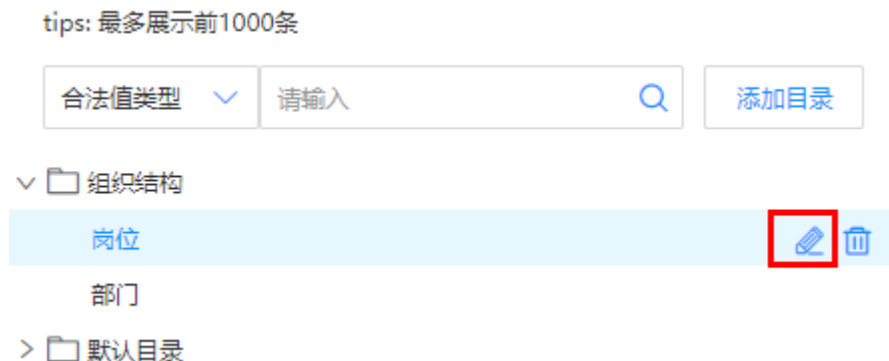 tips: 最多展示前1000条
合法值类型 请输入 添加目录
组织结构
岗位
部门
默认目录